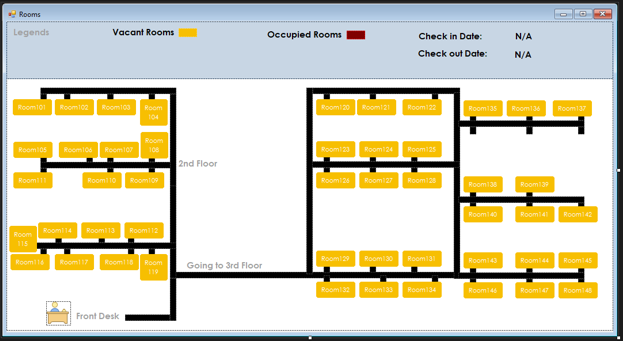 Rooms
Legends
Vacant Rooms
Occupied Rooms
Check in Date: N/A
Check out Date: N/A
Room101 Room102 Room103 Room 104
Room120 Room121 Room122
Room135 Room136 Room137
Room105 Room106 Room107 Room 108
Room123 Room124 Room125
2nd Floor
Room111 Room110 Room109
Room126 Room127 Room128
Room138 Room139
Room140 Room141 Room142
Room 115 Room114 Room113 Room112
Room116 Room117 Room118 Room 119
Going to 3rd Floor
Room129 Room130 Room131
Room143 Room144 Room145
Room132 Room133 Room134
Room146 Room147 Room148
Front Desk